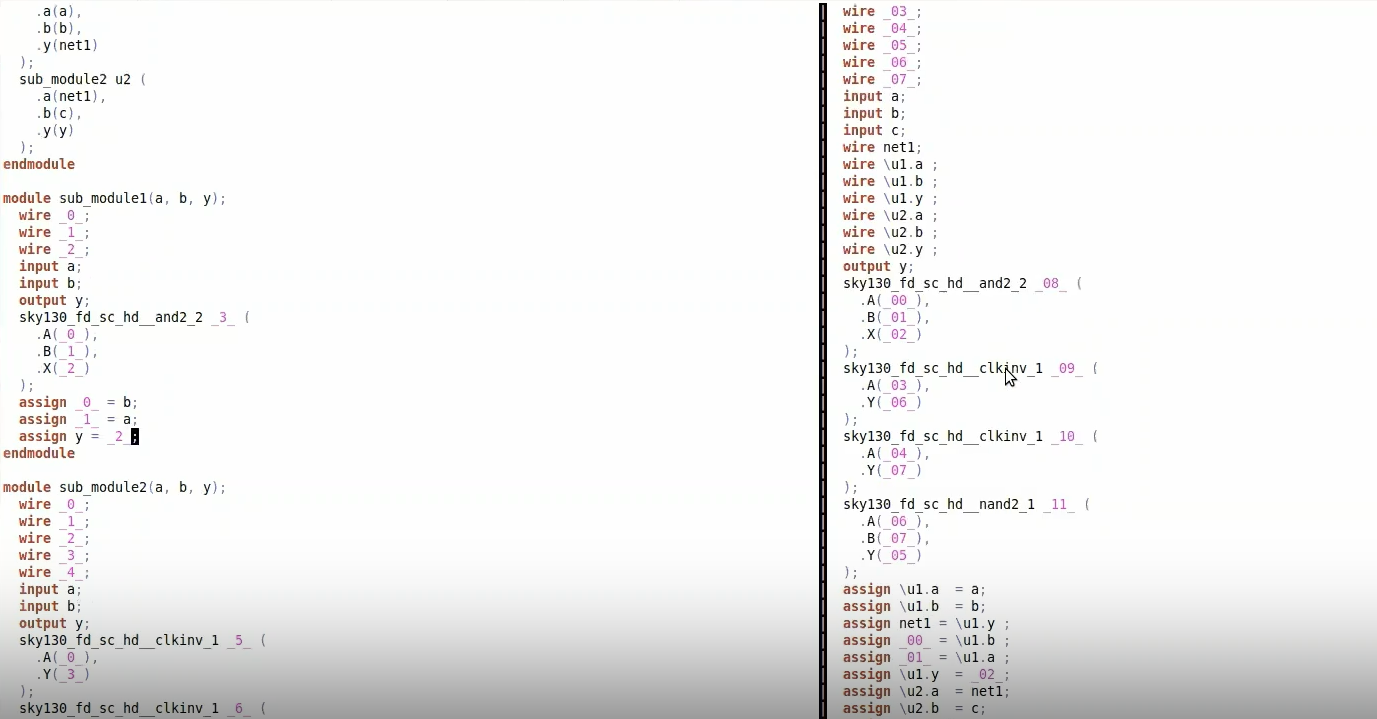 .a(a),
    .b(b),
    .y(net1)
  );
  sub_module2 u2 (
    .a(net1),
    .b(c),
    .y(y)
  );
endmodule

module sub_module1(a, b, y);
  wire _0_;
  wire _1_;
  wire _2_;
  input a;
  input b;
  output y;
  sky130_fd_sc_hd__and2_2 _3_ (
    .A(_0_),
    .B(_1_),
    .X(_2_)
  );
  assign _0_ = b;
  assign _1_ = a;
  assign y = _2_;
endmodule

module sub_module2(a, b, y);
  wire _0_;
  wire _1_;
  wire _2_;
  wire _3_;
  wire _4_;
  input a;
  input b;
  output y;
  sky130_fd_sc_hd__clkinv_1 _5_ (
    .A(_0_),
    .Y(_3_)
  );
  sky130_fd_sc_hd__clkinv_1 _6_ (
wire _03_;
wire _04_;
wire _05_;
wire _06_;
wire _07_;
input a;
input b;
input c;
wire net1;
wire \u1.a ;
wire \u1.b ;
wire \u1.y ;
wire \u2.a ;
wire \u2.b ;
wire \u2.y ;
output y;
sky130_fd_sc_hd__and2_2 _08_ (
  .A(_00_),
  .B(_01_),
  .X(_02_)
);
sky130_fd_sc_hd__clkinv_1 _09_ (
  .A(_03_),
  .Y(_06_)
);
sky130_fd_sc_hd__clkinv_1 _10_ (
  .A(_04_),
  .Y(_07_)
);
sky130_fd_sc_hd__nand2_1 _11_ (
  .A(_06_),
  .B(_07_),
  .Y(_05_)
);
assign \u1.a  = a;
assign \u1.b  = b;
assign net1 = \u1.y ;
assign _00_ = \u1.b ;
assign _01_ = \u1.a ;
assign \u1.y  = _02_;
assign \u2.a  = net1;
assign \u2.b  = c;